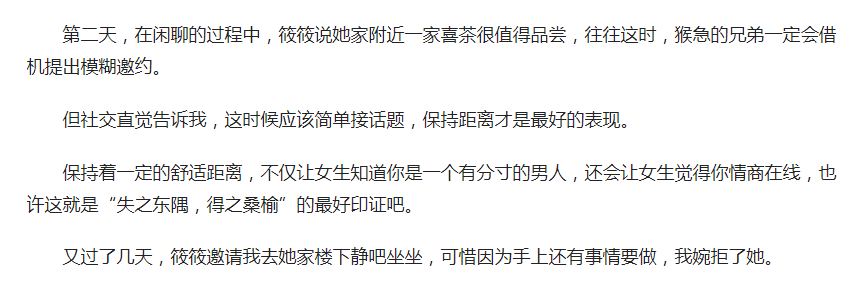 第二天，在闲聊的过程中，筱筱说她家附近一家喜茶很值得品尝，往往这时，猴急的兄弟一定会借
机提出模糊邀约。
但社交直觉告诉我，这时候应该简单接话题，保持距离才是最好的表现。
保持着一定的舒适距离，不仅让女生知道你是一个有分寸的男人，还会让女生觉得你情商在线，也
许这就是“失之东隅，得之桑榆”的最好印证吧。
又过了几天，筱筱邀请我去她家楼下静吧坐坐，可惜因为手上还有事情要做，我婉拒了她。